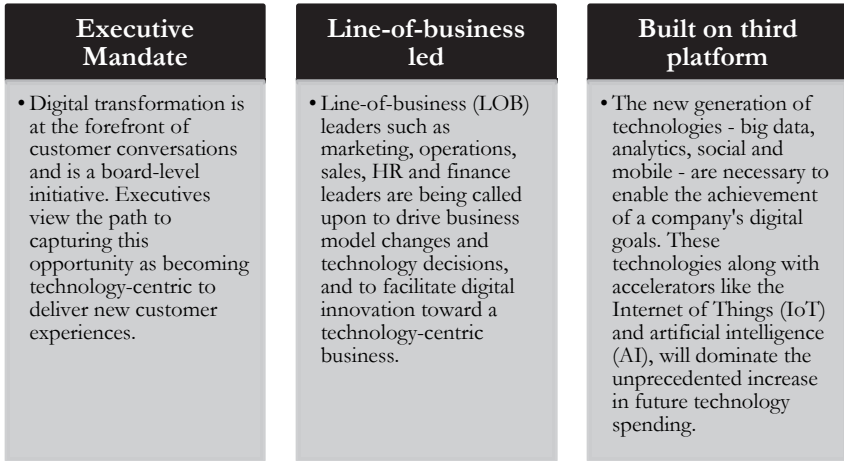 Executive
Mandate
• Digital transformation is
at the forefront of
customer conversations
and is a board-level
initiative. Executives
view the path to
capturing this
opportunity as becoming
technology-centric to
deliver new customer
experiences.
Line-of-business
led
• Line-of-business (LOB)
leaders such as
marketing, operations,
sales, HR and finance
leaders are being called
upon to drive business
model changes and
technology decisions,
and to facilitate digital
innovation toward a
technology-centric
business.
Built on third
platform
• The new generation of
technologies - big data,
analytics, social and
mobile - are necessary to
enable the achievement
of a company's digital
goals. These
technologies along with
accelerators like the
Internet of Things (IoT)
and artificial intelligence
(AI), will dominate the
unprecedented increase
in future technology
spending.